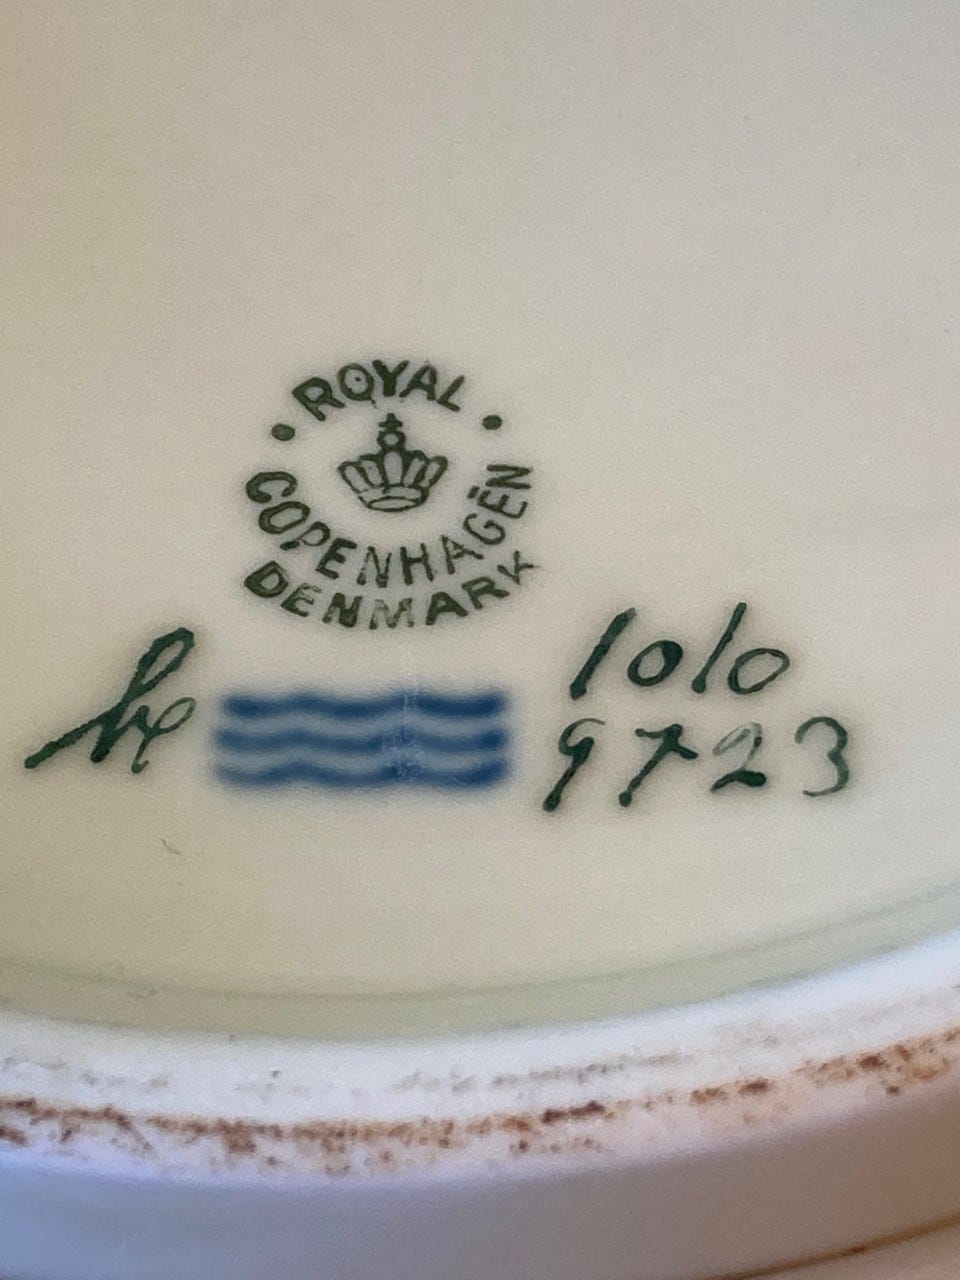 ROYAL
COPENHAGEN
DENMARK
1010
9723